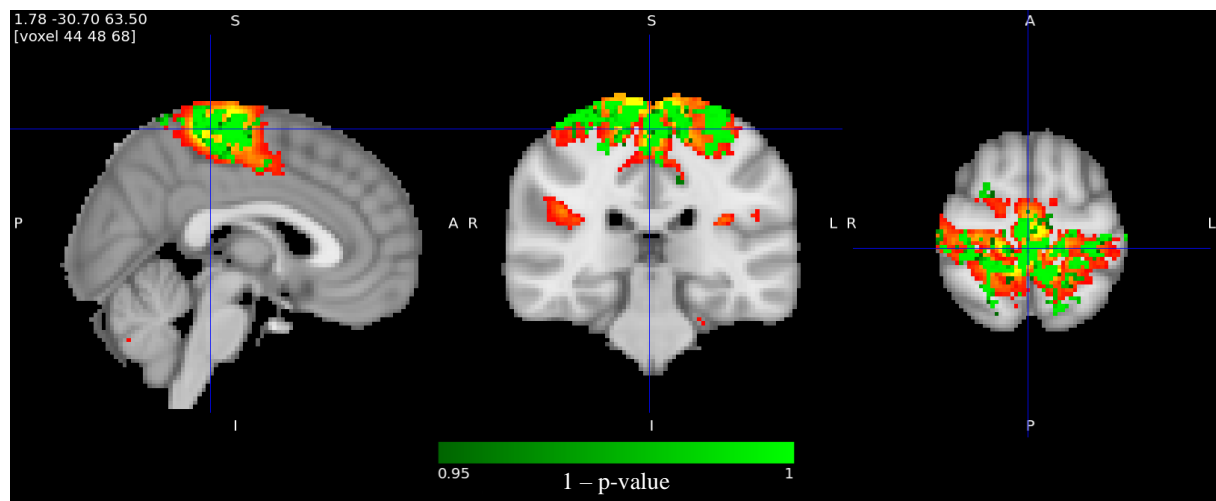 1.78 -30.70 63.50
[voxel 44 48 68]
S
S
A
P
A
R
L
R
L
I
I
P
0.95
1
1 – p-value